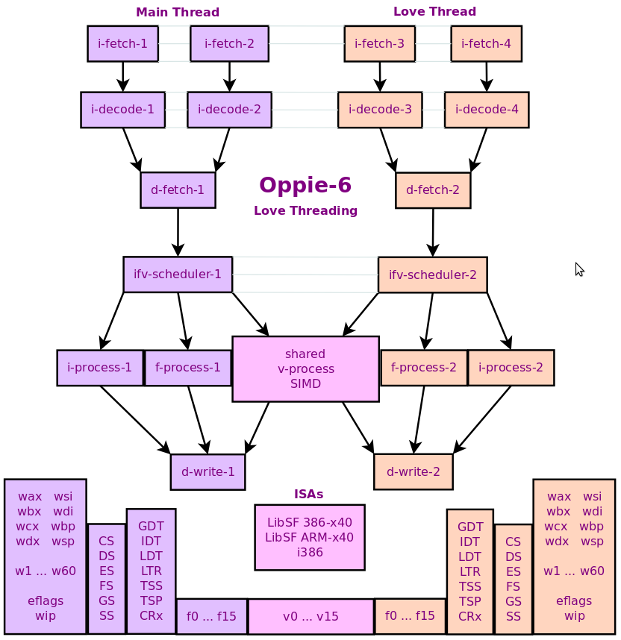 Main Thread
Love Thread
i-fetch-1
i-fetch-2
i-fetch-3
i-fetch-4
i-decode-1
i-decode-2
i-decode-3
i-decode-4
d-fetch-1
Oppie-6
d-fetch-2
Love Threading
ifv-scheduler-1
ifv-scheduler-2
i-process-1
f-process-1
shared
v-process
SIMD
f-process-2
i-process-2
d-write-1
d-write-2
ISAs
LibSF 386-x40
LibSF ARM-x40
i386
wax wsi
wbx wdi
wcx wbp
wdx wsp
w1 ... w60
eflags
wip
CS
DS
ES
FS
GS
SS
GDT
IDT
LDT
LTR
TSS
TSP
CRx
f0 ... f15
v0 ... v15
f0 ... f15
GDT
IDT
LDT
LTR
TSS
TSP
CRx
CS
DS
ES
FS
GS
SS
wax wsi
wbx wdi
wcx wbp
wdx wsp
w1 ... w60
eflags
wip